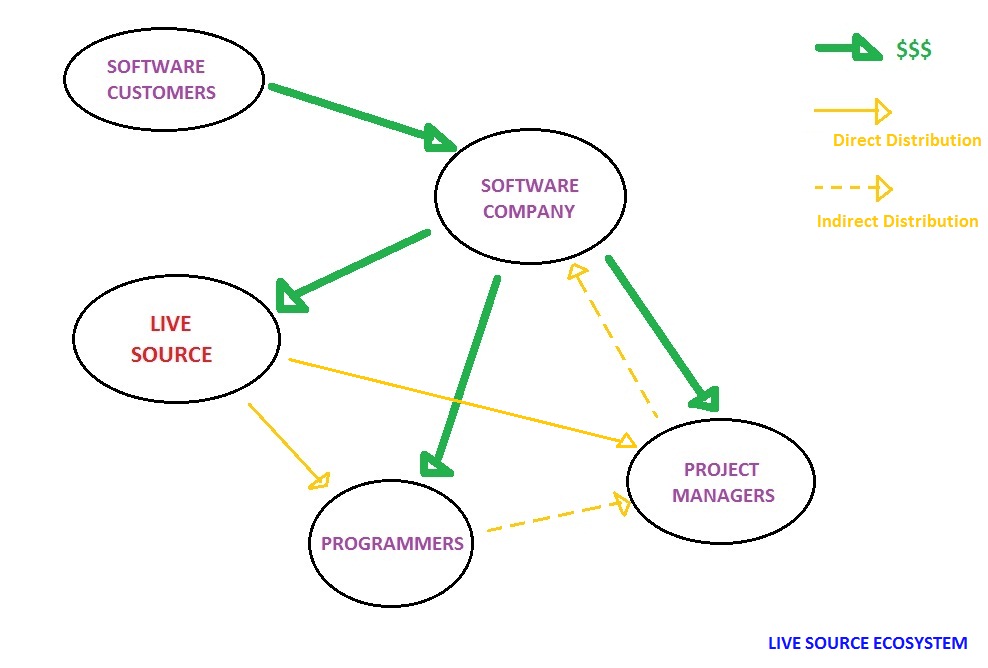 SOFTWARE
CUSTOMERS
$$$
Direct Distribution
SOFTWARE
COMPANY
Indirect Distribution
LIVE
SOURCE
PROJECT
MANAGERS
PROGRAMMERS
LIVE SOURCE ECOSYSTEM